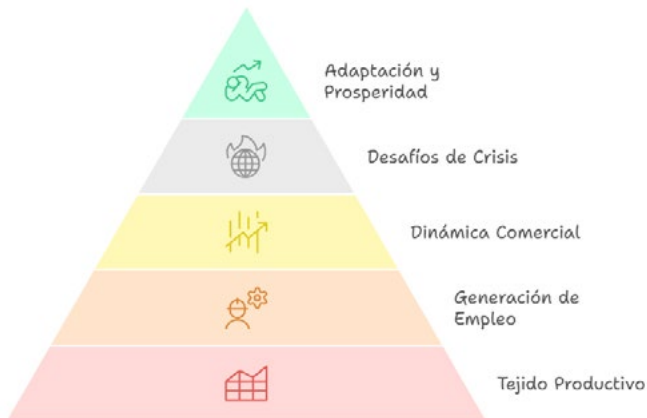 Adaptación y
Prosperidad
Desafíos de Crisis
Dinámica Comercial
Generación de
Empleo
Tejido Productivo